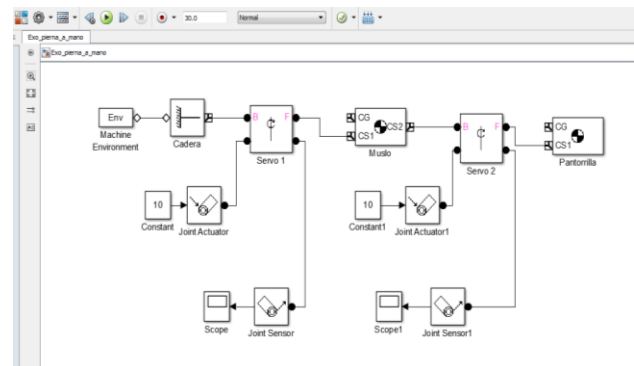 30.0
Normal
Exo_pierna_a_mano
Exo_pierna_a_mano
Env
Machine
Environment
Cadera
B
F
Servo 1
CG
CS1
CS2
Muslo
B
F
Servo 2
CG
CS1
Pantorrilla
10
Constant
Joint Actuator
10
Constant1
Joint Actuator1
Scope
Joint Sensor
Scope1
Joint Sensor1